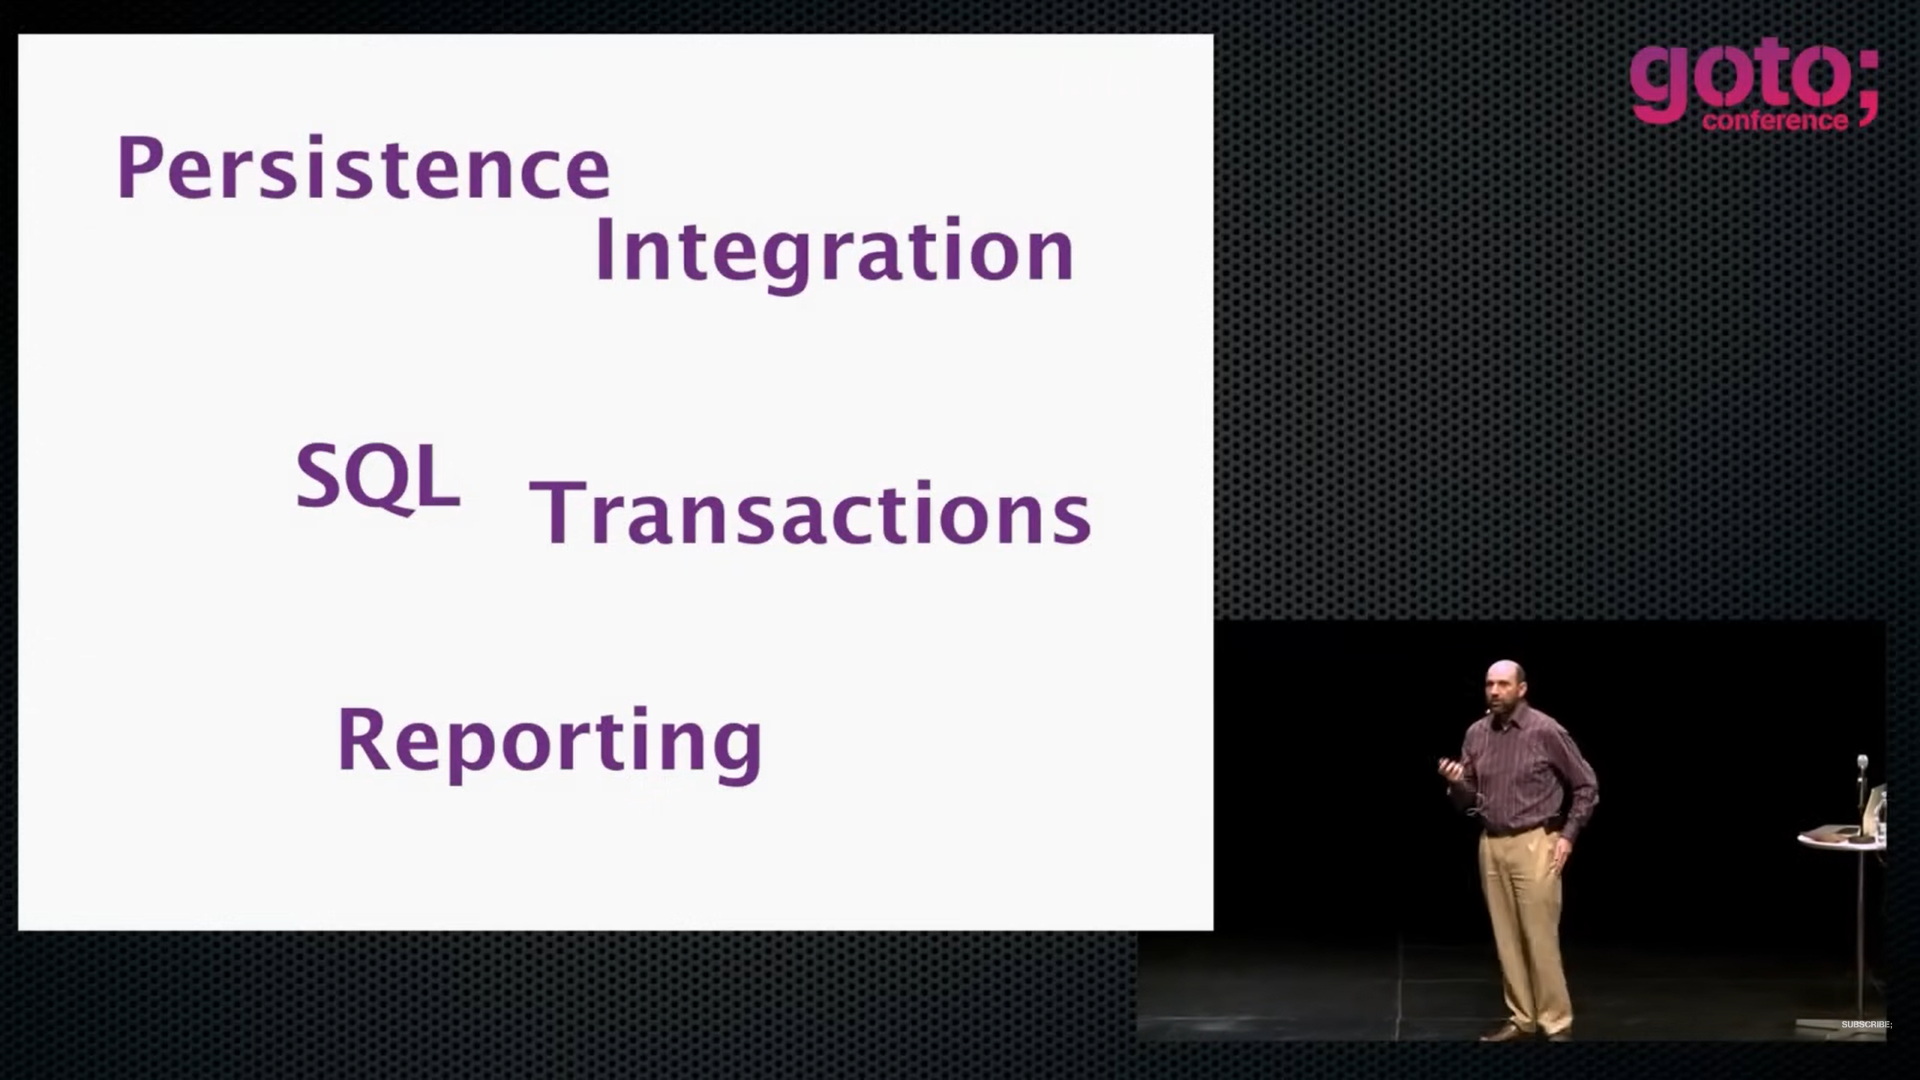 Persistence
Integration
SQL
Transactions
Reporting
goto;
conference
SUBSCRIBE;